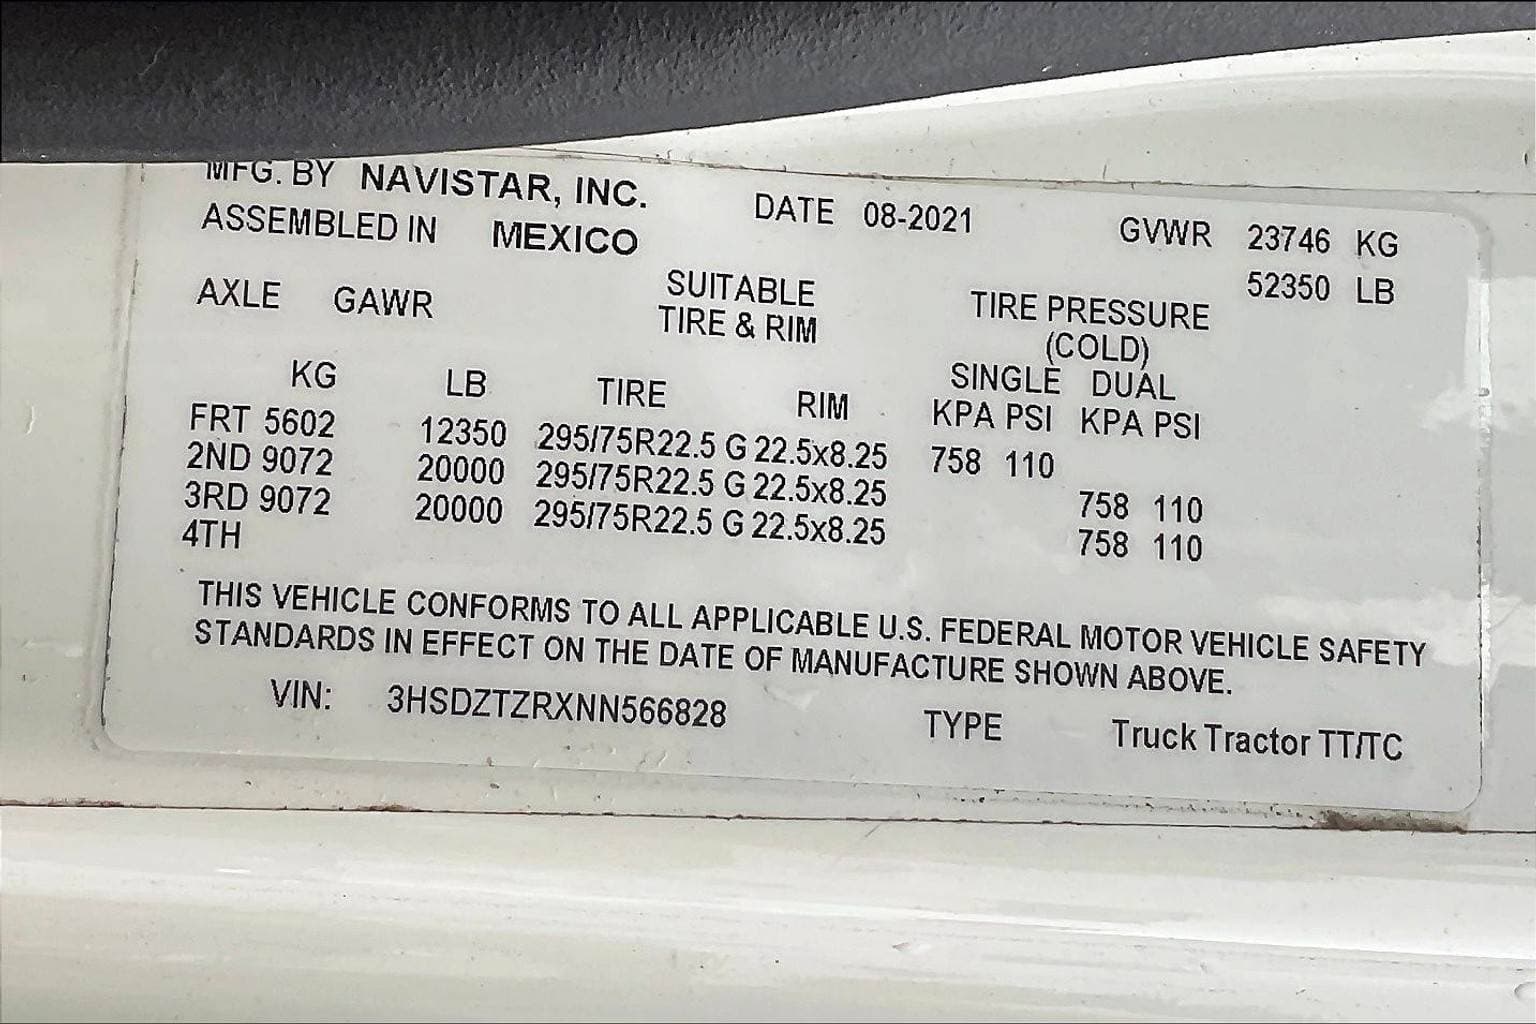 MFG. BY NAVISTAR, INC.
ASSEMBLED IN MEXICO
DATE 08-2021
GVWR 23746 KG
52350 LB
AXLE GAWR
SUITABLE
TIRE & RIM
TIRE PRESSURE
(COLD)
SINGLE DUAL
KG LB TIRE RIM KPA PSI KPA PSI
FRT 5602 12350 295/75R22.5 G 22.5x8.25 758 110
2ND 9072 20000 295/75R22.5 G 22.5x8.25 758 110
3RD 9072 20000 295/75R22.5 G 22.5x8.25 758 110
4TH
THIS VEHICLE CONFORMS TO ALL APPLICABLE U.S. FEDERAL MOTOR VEHICLE SAFETY
STANDARDS IN EFFECT ON THE DATE OF MANUFACTURE SHOWN ABOVE.
VIN: 3HSDZTZRXNN566828 TYPE Truck Tractor TT/TC